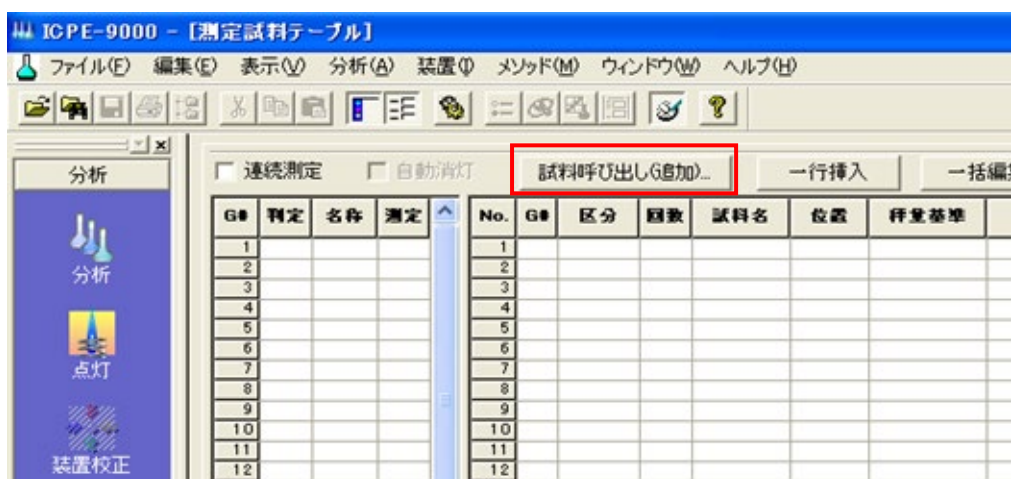 ICPE-9000 - [測定試料テーブル]
ファイル(F) 編集(E) 表示(V) 分析(A) 装置(I) メソッド(M) ウィンドウ(W) ヘルプ(H)
分析
連続測定 自動消灯 試料呼び出し(追加)... 一行挿入 一括編集
G# 判定 名称 測定 No. G# 区分 回数 試料名 位置 秤量基準
1 1
2 2
3 3
4 4
5 5
6 6
7 7
8 8
9 9
10 10
11 11
12 12
分析
点灯
装置校正